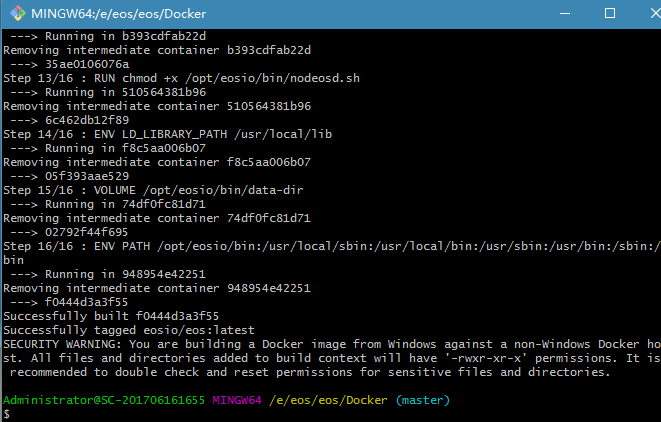 MINGW64:/e/eos/eos/Docker
---> Running in b393cdfab22d
Removing intermediate container b393cdfab22d
---> 35ae0106076a
Step 13/16 : RUN chmod +x /opt/eosio/bin/nodeosd.sh
---> Running in 510564381b96
Removing intermediate container 510564381b96
---> 6c462db12f89
Step 14/16 : ENV LD_LIBRARY_PATH /usr/local/lib
---> Running in f8c5aa006b07
Removing intermediate container f8c5aa006b07
---> 05f393aae529
Step 15/16 : VOLUME /opt/eosio/bin/data-dir
---> Running in 74df0fc81d71
Removing intermediate container 74df0fc81d71
---> 02792f44f695
Step 16/16 : ENV PATH /opt/eosio/bin:/usr/local/sbin:/usr/local/bin:/usr/sbin:/usr/bin:/sbin:/
bin
---> Running in 948954e42251
Removing intermediate container 948954e42251
---> f0444d3a3f55
Successfully built f0444d3a3f55
Successfully tagged eosio/eos:latest
SECURITY WARNING: You are building a Docker image from Windows against a non-Windows Docker ho
st. All files and directories added to build context will have '-rwxr-xr-x' permissions. It is
recommended to double check and reset permissions for sensitive files and directories.
Administrator@SC-201706161655 MINGW64 /e/eos/eos/Docker (master)
$